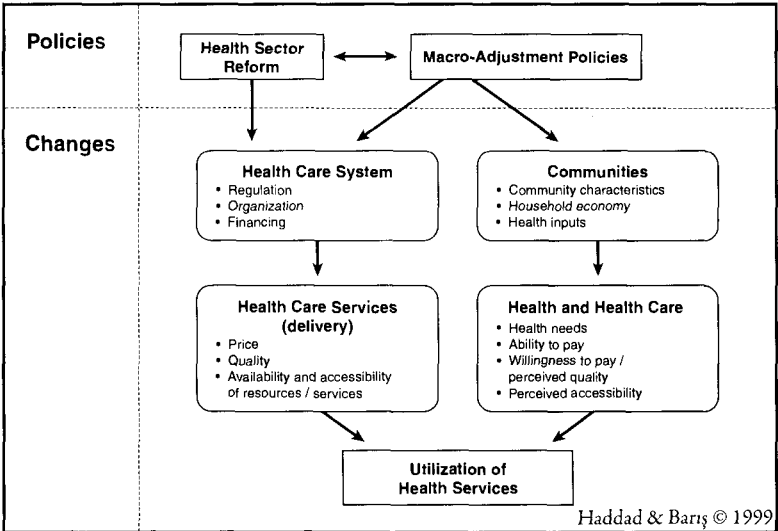 Policies
Health Sector
Reform
Macro-Adjustment Policies
Changes
Health Care System
• Regulation
• Organization
• Financing
Communities
• Community characteristics
• Household economy
• Health inputs
Health Care Services
(delivery)
• Price
• Quality
• Availability and accessibility
of resources / services
Health and Health Care
• Health needs
• Ability to pay
• Willingness to pay /
perceived quality
• Perceived accessibility
Utilization of
Health Services
Haddad & Barış © 1999